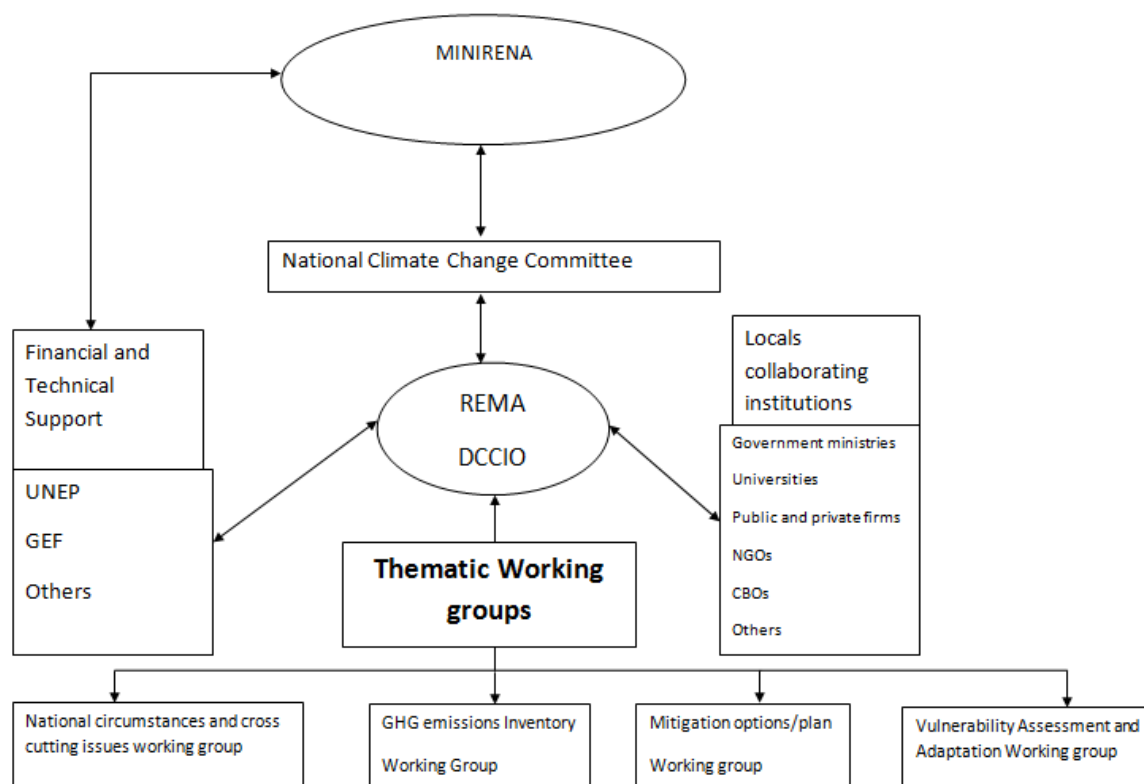 MINIRENA
National Climate Change Committee
Financial and
Technical
Support
UNEP
GEF
Others
REMA
DCCIO
Locals
collaborating
institutions
Government ministries
Universities
Public and private firms
NGOs
CBOs
Others
Thematic Working
groups
National circumstances and cross
cutting issues working group
GHG emissions Inventory
Working Group
Mitigation options/plan
Working group
Vulnerability Assessment and
Adaptation Working group